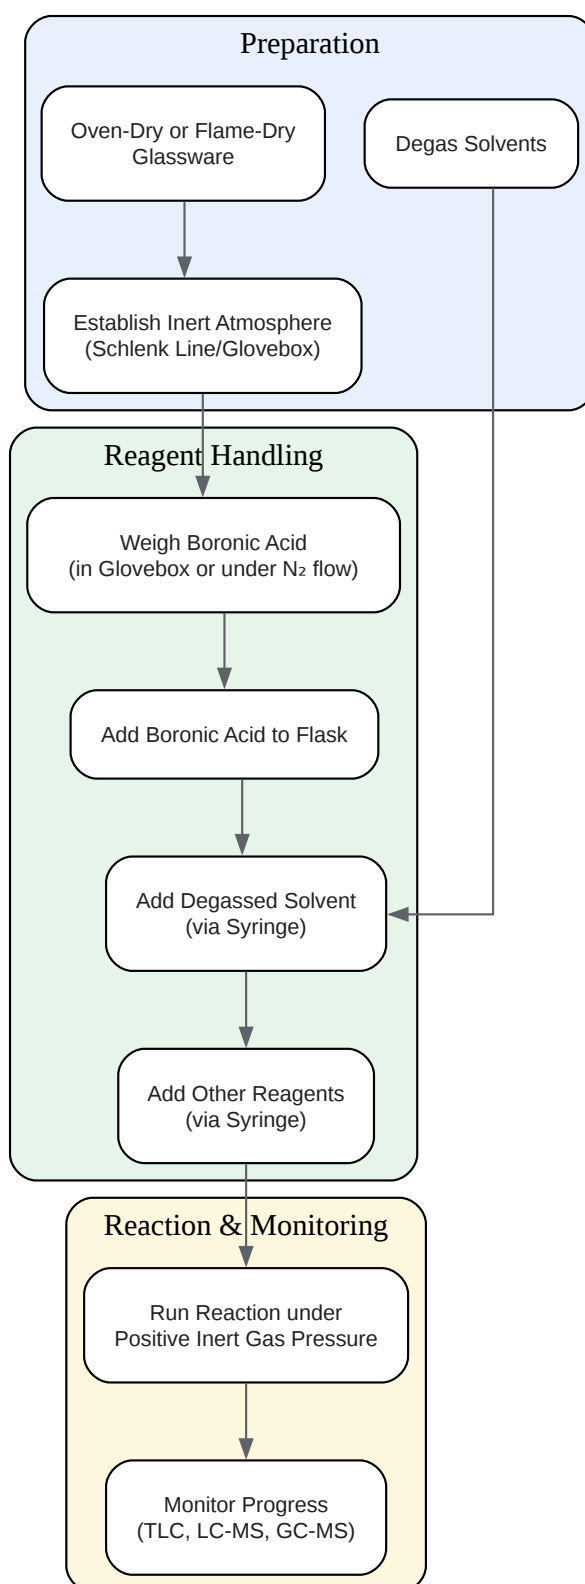 Preparation
Oven-Dry or Flame-Dry
Glassware
Degas Solvents
Establish Inert Atmosphere
(Schlenk Line/Glovebox)
Reagent Handling
Weigh Boronic Acid
(in Glovebox or under N₂ flow)
Add Boronic Acid to Flask
Add Degassed Solvent
(via Syringe)
Add Other Reagents
(via Syringe)
Reaction & Monitoring
Run Reaction under
Positive Inert Gas Pressure
Monitor Progress
(TLC, LC-MS, GC-MS)